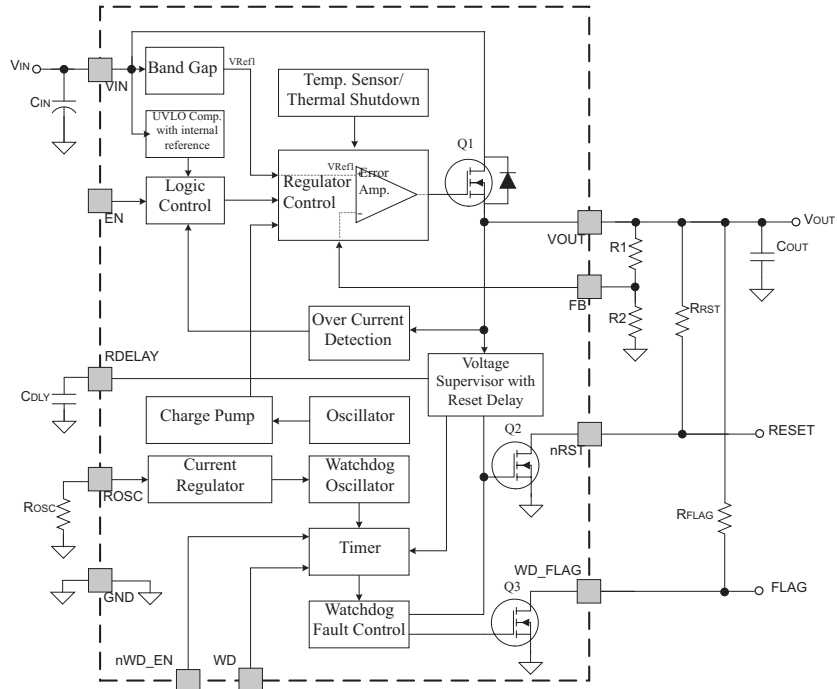 VIN
CIN
VIN
Band Gap
VRef1
Temp. Sensor/
Thermal Shutdown
UVLO Comp.
with internal
reference
Q1
VRef1
Error
Amp.
Regulator
Control
Logic
Control
EN
VOUT
VOUT
R1
COUT
FB
R2
RRST
Over Current
Detection
RDELAY
CDLY
Voltage
Supervisor with
Reset Delay
Charge Pump
Oscillator
Q2
nRST
RESET
Current
Regulator
Watchdog
Oscillator
ROSC
ROSC
RFLAG
Timer
GND
WD_FLAG
FLAG
Q3
Watchdog
Fault Control
nWD_EN
WD